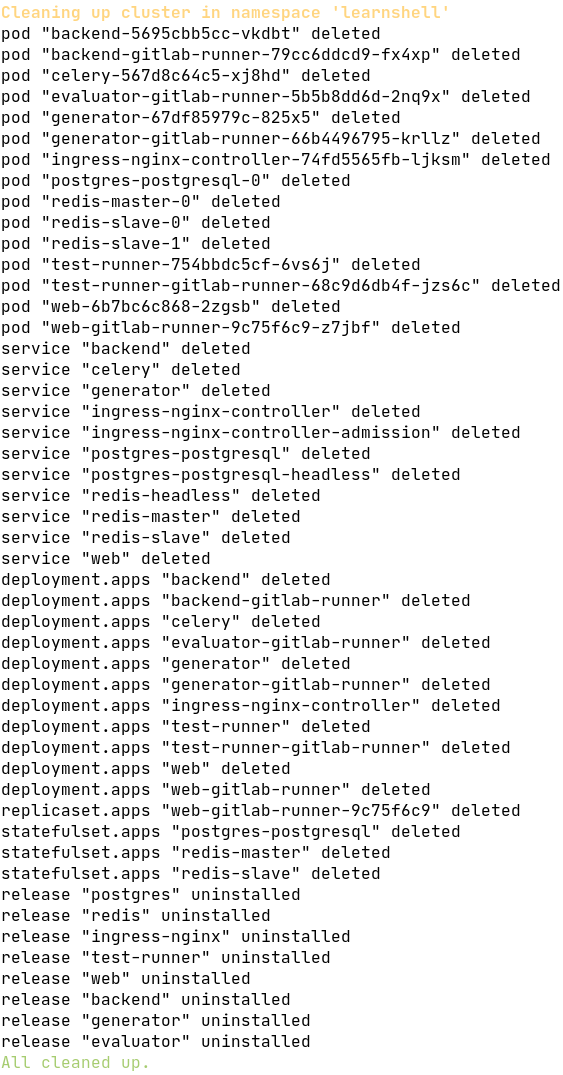 Cleaning up cluster in namespace 'learnshell'
pod "backend-5695cbb5cc-vkdbt" deleted
pod "backend-gitlab-runner-79cc6ddcd9-fx4xp" deleted
pod "celery-567d8c64c5-xj8hd" deleted
pod "evaluator-gitlab-runner-5b5b8dd6d-2nq9x" deleted
pod "generator-67df85979c-825x5" deleted
pod "generator-gitlab-runner-66b4496795-krllz" deleted
pod "ingress-nginx-controller-74fd5565fb-ljksm" deleted
pod "postgres-postgresql-0" deleted
pod "redis-master-0" deleted
pod "redis-slave-0" deleted
pod "redis-slave-1" deleted
pod "test-runner-754bbdc5cf-6vs6j" deleted
pod "test-runner-gitlab-runner-68c9d6db4f-jzs6c" deleted
pod "web-6b7bc6c868-2zgsb" deleted
pod "web-gitlab-runner-9c75f6c9-z7jbf" deleted
service "backend" deleted
service "celery" deleted
service "generator" deleted
service "ingress-nginx-controller" deleted
service "ingress-nginx-controller-admission" deleted
service "postgres-postgresql" deleted
service "postgres-postgresql-headless" deleted
service "redis-headless" deleted
service "redis-master" deleted
service "redis-slave" deleted
service "web" deleted
deployment.apps "backend" deleted
deployment.apps "backend-gitlab-runner" deleted
deployment.apps "celery" deleted
deployment.apps "evaluator-gitlab-runner" deleted
deployment.apps "generator" deleted
deployment.apps "generator-gitlab-runner" deleted
deployment.apps "ingress-nginx-controller" deleted
deployment.apps "test-runner" deleted
deployment.apps "test-runner-gitlab-runner" deleted
deployment.apps "web" deleted
deployment.apps "web-gitlab-runner" deleted
replicaset.apps "web-gitlab-runner-9c75f6c9" deleted
statefulset.apps "postgres-postgresql" deleted
statefulset.apps "redis-master" deleted
statefulset.apps "redis-slave" deleted
release "postgres" uninstalled
release "redis" uninstalled
release "ingress-nginx" uninstalled
release "test-runner" uninstalled
release "web" uninstalled
release "backend" uninstalled
release "generator" uninstalled
release "evaluator" uninstalled
All cleaned up.